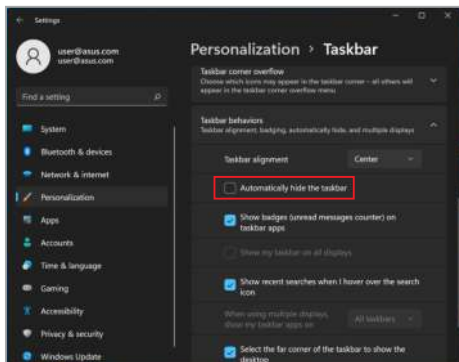 Settings
user@asus.com
user@asus.com
Find a setting
System
Bluetooth & devices
Network & internet
Personalization
Apps
Accounts
Time & language
Gaming
Accessibility
Privacy & security
Windows Update
Personalization > Taskbar
Taskbar corner overflow
Choose which icons may appear in the taskbar corner – all others will
appear in the taskbar corner overflow menu
Taskbar behaviors
Taskbar alignment, badging, automatically hide, and multiple displays
Taskbar alignment
Center
Automatically hide the taskbar
Show badges (unread messages counter) on
taskbar apps
Show my taskbar on all displays
Show recent searches when I hover over the search
icon
When using multiple displays,
show my taskbar apps on
All taskbars
Select the far corner of the taskbar to show the
desktop